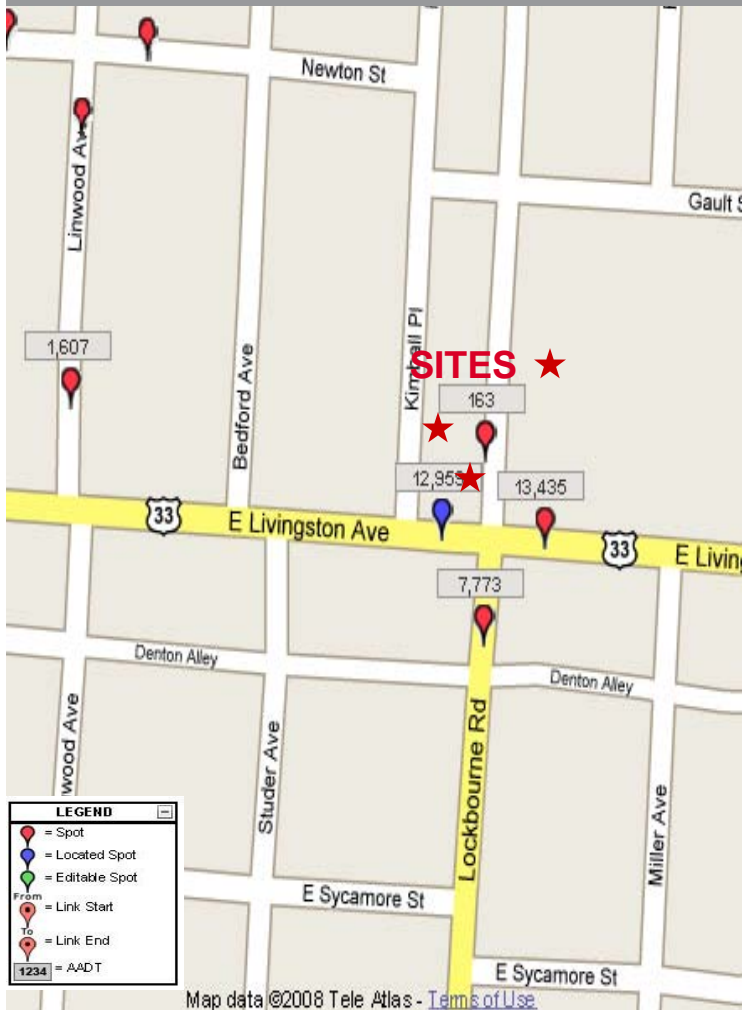 Newton St
Linwood Av
Gault S
1,607
Bedford Ave
Kimball Pl
SITES
163
12,95
13,435
33
E Livingston Ave
33
E Living
7,773
Denton Alley
Denton Alley
wood Ave
Studer Ave
Lockbourne Rd
Miller Ave
LEGEND
= Spot
= Located Spot
= Editable Spot
From
= Link Start
To
= Link End
1234 = AADT
E Sycamore St
E Sycamore St
Map data ©2008 Tele Atlas - Terms of Use